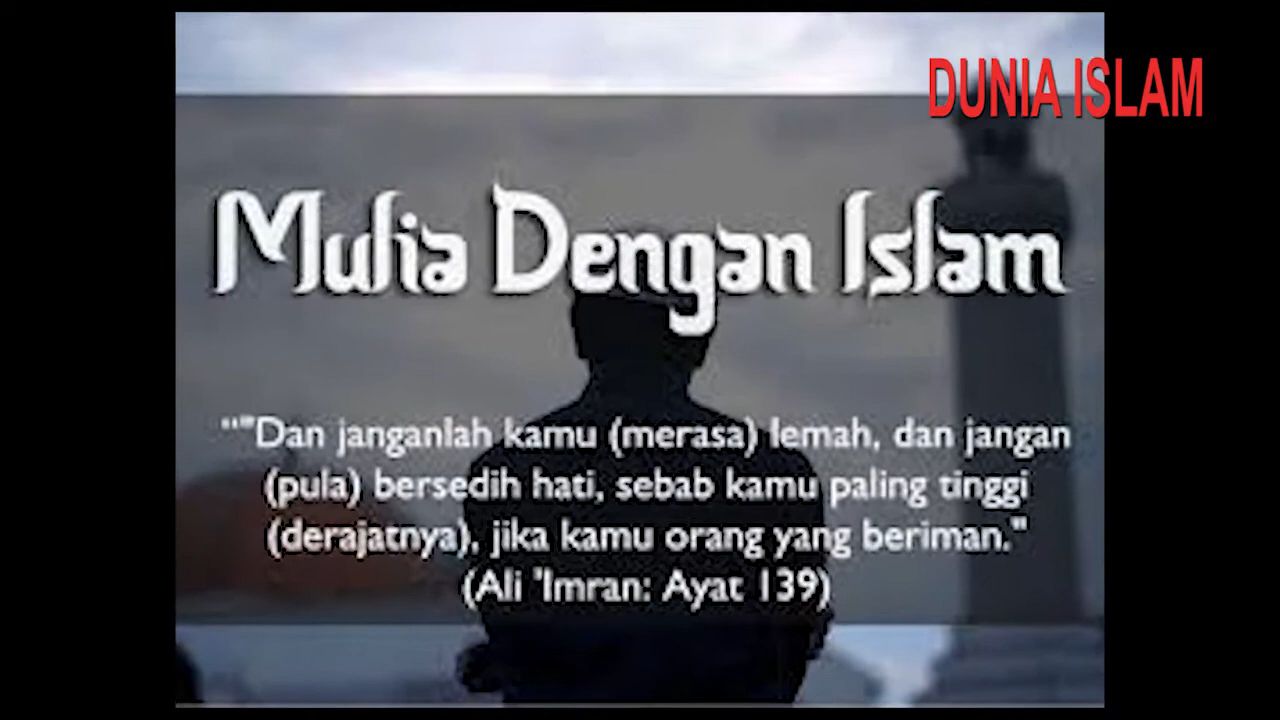 DUNIA ISLAM
Mulia Dengan Islam
“"Dan janganlah kamu (merasa) lemah, dan jangan
(pula) bersedih hati, sebab kamu paling tinggi
(derajatnya), jika kamu orang yang beriman."
(Ali 'Imran: Ayat 139)